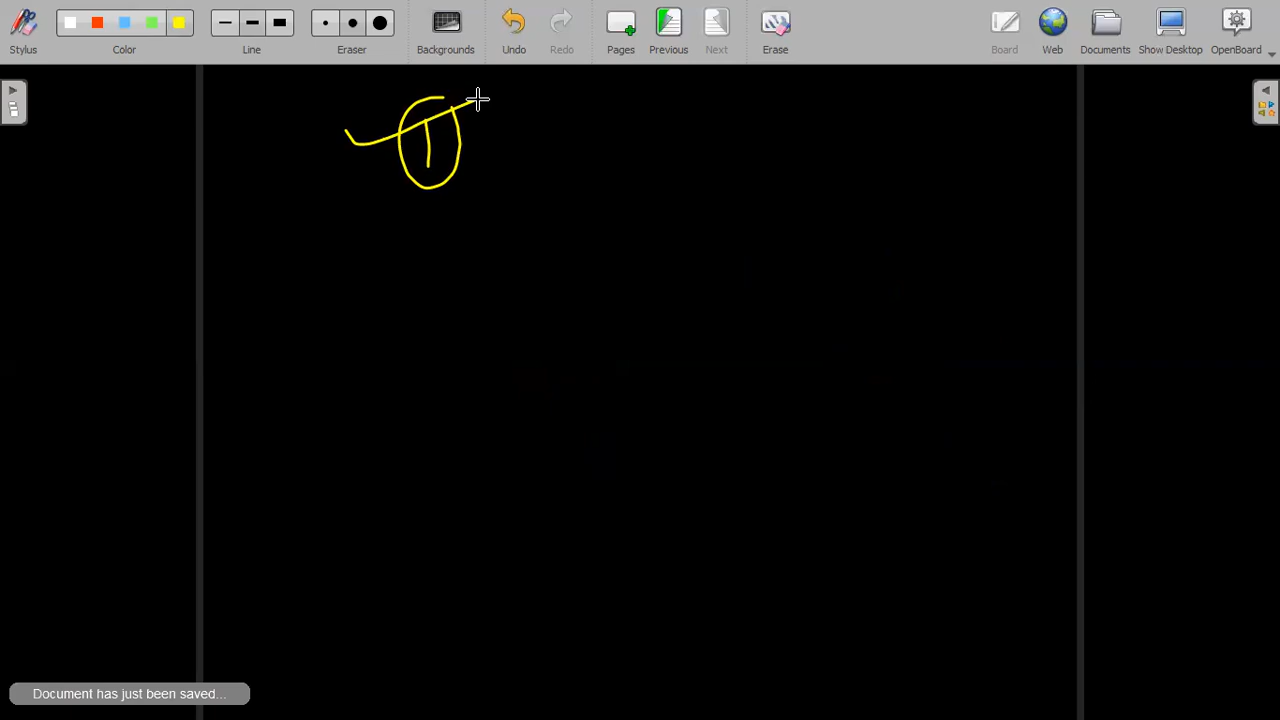 Stylus
Color
Line
Eraser
Backgrounds
Undo
Redo
Pages
Previous
Next
Erase
Board
Web
Documents
Show Desktop
OpenBoard
Document has just been saved...